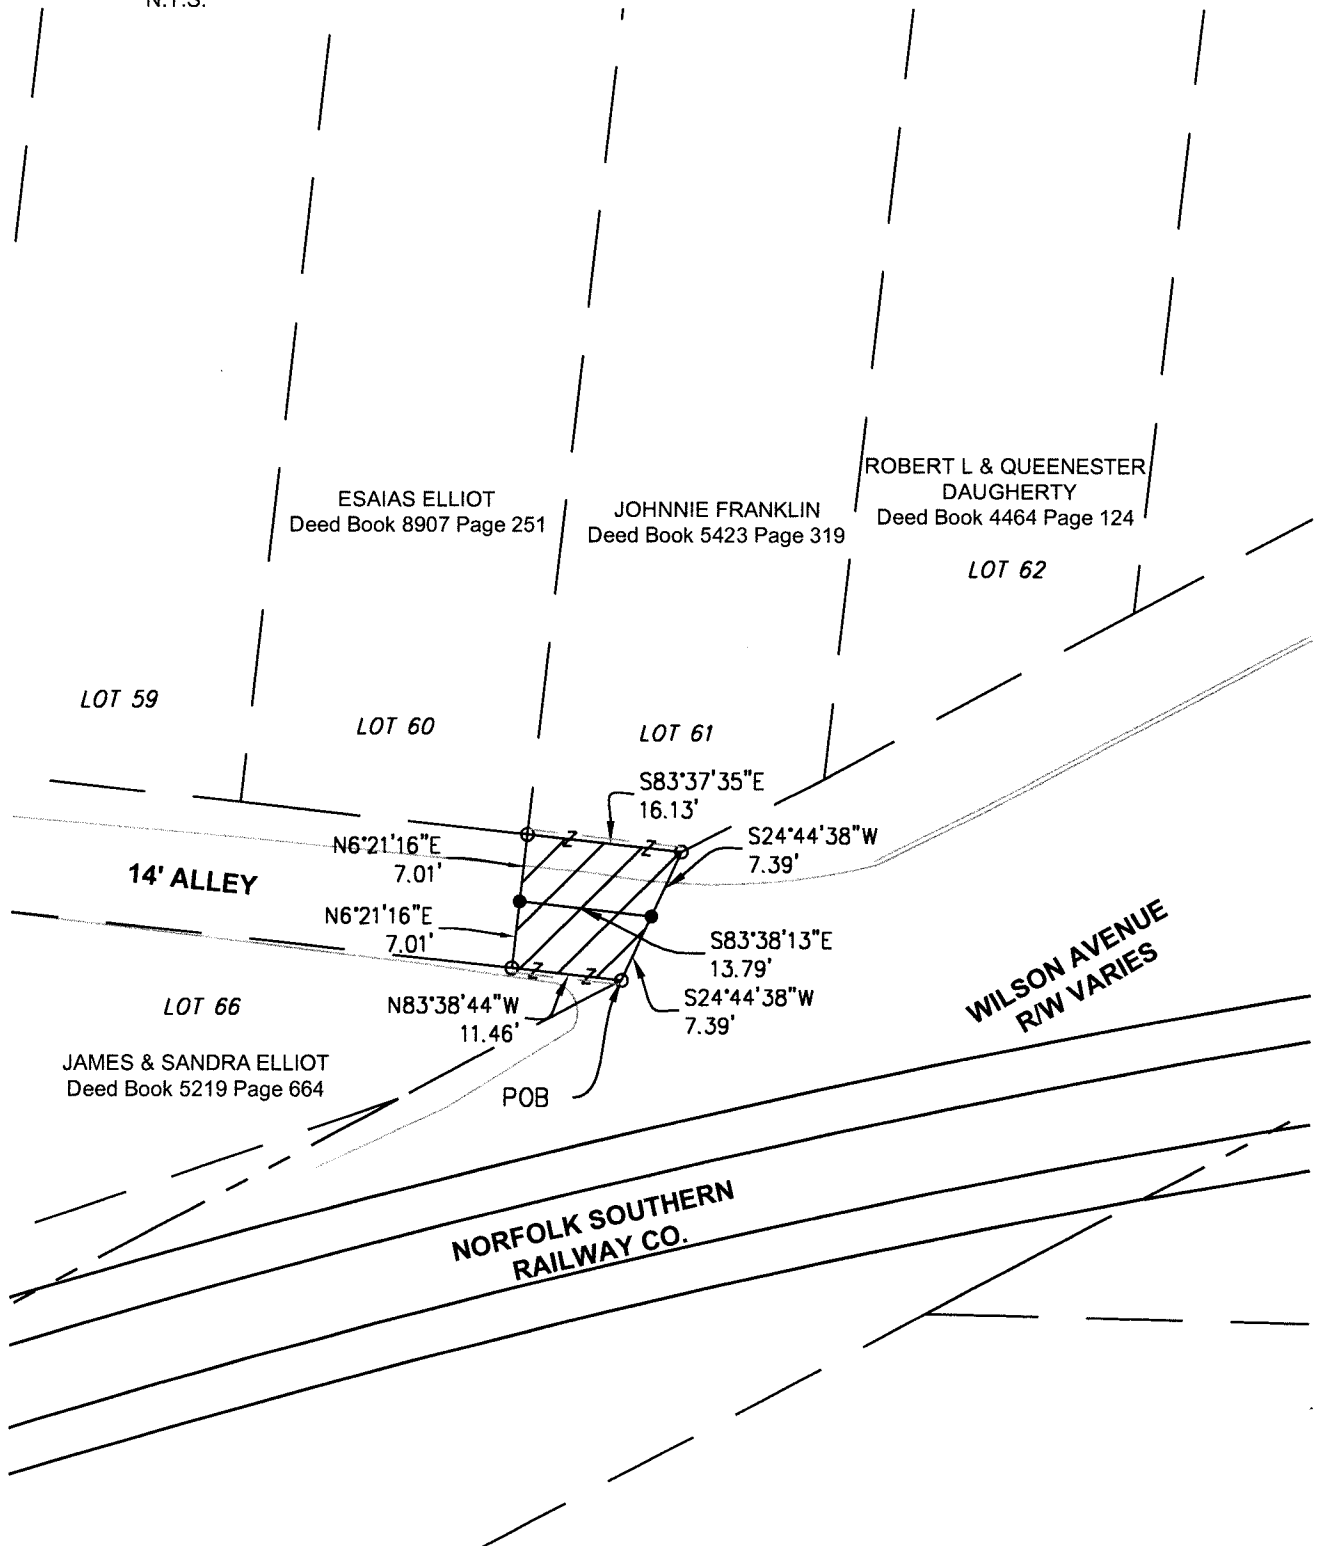 N.T.S.
ROBERT L & QUEENESTER
DAUGHERTY
Deed Book 4464 Page 124
ESAIAS ELLIOT
Deed Book 8907 Page 251
JOHNNIE FRANKLIN
Deed Book 5423 Page 319
LOT 62
LOT 59
LOT 60
LOT 61
S83°37'35"E
16.13'
S24°44'38"W
7.39'
N6°21'16"E
7.01'
14' ALLEY
N6°21'16"E
7.01'
S83°38'13"E
13.79'
WILSON AVENUE
R/W VARIES
S24°44'38"W
7.39'
N83°38'44"W
11.46'
LOT 66
JAMES & SANDRA ELLIOT
Deed Book 5219 Page 664
POB
Z
Z
Z
Z
NORFOLK SOUTHERN
RAILWAY CO.